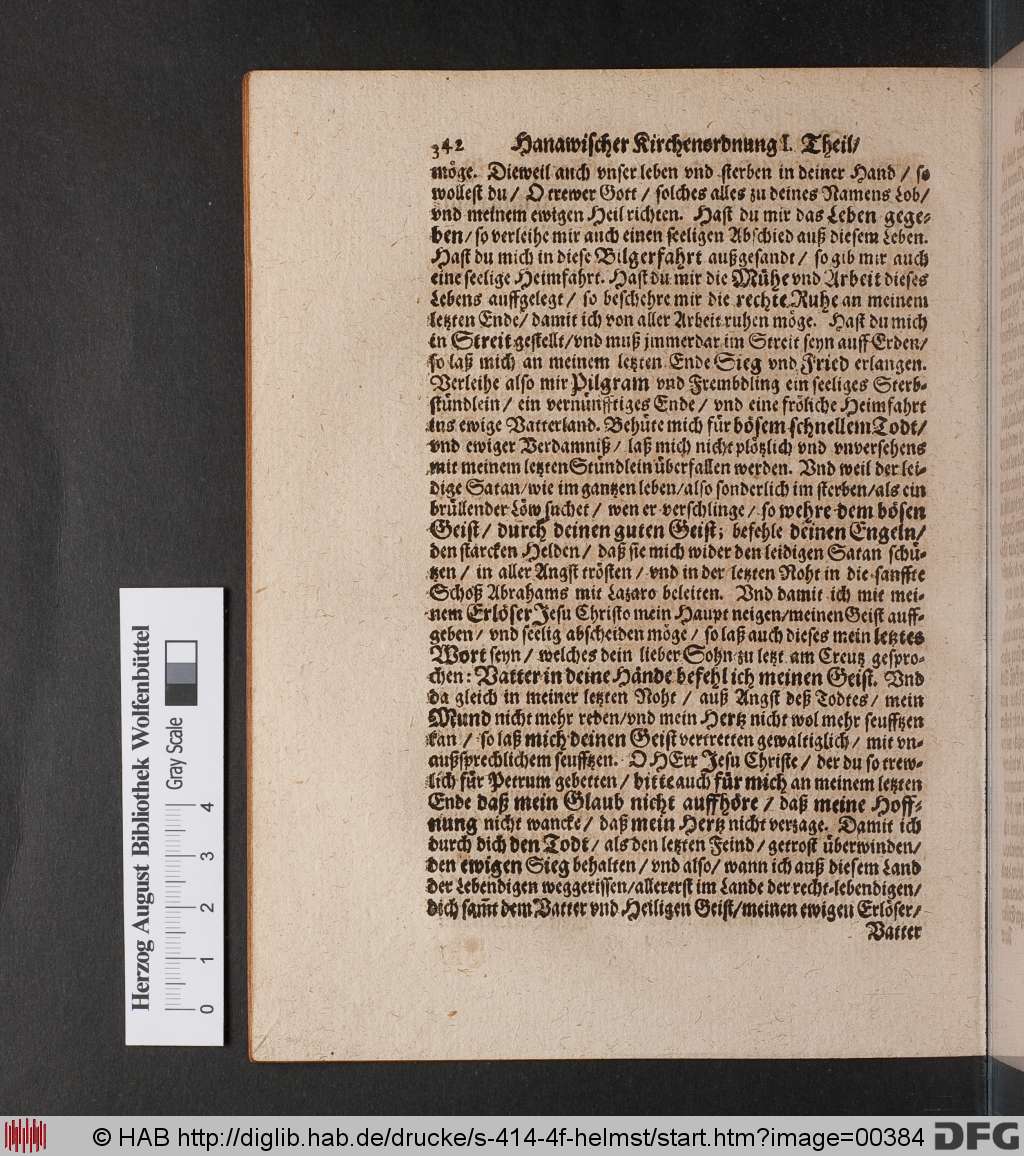 342 Hanawischer Kirchenordnung I. Theil/
möge. Dieweil auch vnser leben vnd sterben in deiner Hand / so
wollest du / O trewer Gott / solches alles zu deines Namens Lob/
vnd meinem ewigen Heil richten. Hast du mir das Leben gege-
ben/ so verleihe mir auch einen seeligen Abschied auß diesem Leben.
Hast du mich in diese Bilgerfahrt außgesandt / so gib mir auch
eine seelige Heimfahrt. Hast du mir die Mühe vnd Arbeit dieses
Lebens auffgelegt / so beschehre mir die rechte Ruhe an meinem
letzten Ende/ damit ich von aller Arbeit ruhen möge. Hast du mich
in Streit gestellt/vnd muß jmmerdar im Streit seyn auff Erden/
so laß mich an meinem letzten Ende Sieg vnd Fried erlangen.
Verleihe also mir Pilgram vnd Frembdling ein seeliges Sterb-
stündlein / ein vernünfftiges Ende / vnd eine fröliche Heimfahrt
ins ewige Vatterland. Behüte mich für bösem schnellem Todt/
vnd ewiger Verdamniß / laß mich nicht plötzlich vnd vnversehens
mit meinem letzten Stündlein überfallen werden. Vnd weil der lei-
dige Satan/wie im gantzen leben/also sonderlich im sterben/als ein
brüllender Löw suchet / wen er verschlinge / so wehre dem bösen
Geist / durch deinen guten Geist; befehle deinen Engeln/
den starcken Helden / daß sie mich wider den leidigen Satan schü-
tzen / in aller Angst trösten / vnd in der letzten Noht in die sanffte
Schoß Abrahams mit Lazaro beleiten. Vnd damit ich mit mei-
nem Erlöser Jesu Christo mein Haupt neigen/meinen Geist auff-
geben / vnd seelig abscheiden möge / so laß auch dieses mein letztes
Wort seyn / welches dein lieber Sohn zu letzt am Creutz gespro-
chen: Vatter in deine Hände befehl ich meinen Geist. Vnd
da gleich in meiner letzten Noht / auß Angst deß Todtes / mein
Mund nicht mehr reden/vnd mein Hertz nicht wol mehr seufftzen
kan / so laß mich deinen Geist vertretten gewaltiglich / mit vn-
außsprechlichem seufftzen. O HErr Jesu Christe / der du so trew-
lich für Petrum gebetten / bitte auch für mich an meinem letzten
Ende daß mein Glaub nicht auffhöre / daß meine Hoff-
nung nicht wancke / daß mein Hertz nicht verzage. Damit ich
durch dich den Todt / als den letzten Feind / getrost überwinden/
den ewigen Sieg behalten / vnd also / wann ich auß diesem Land
der Lebendigen weggerissen/allererst im Lande der recht-lebendigen/
dich sam̅t dem Vatter vnd Heiligen Geist/meinen ewigen Erlöser/
Vatter
Herzog August Bibliothek Wolfenbüttel
Gray Scale
0 1 2 3 4
© HAB http://diglib.hab.de/drucke/s-414-4f-helmst/start.htm?image=00384
DFG